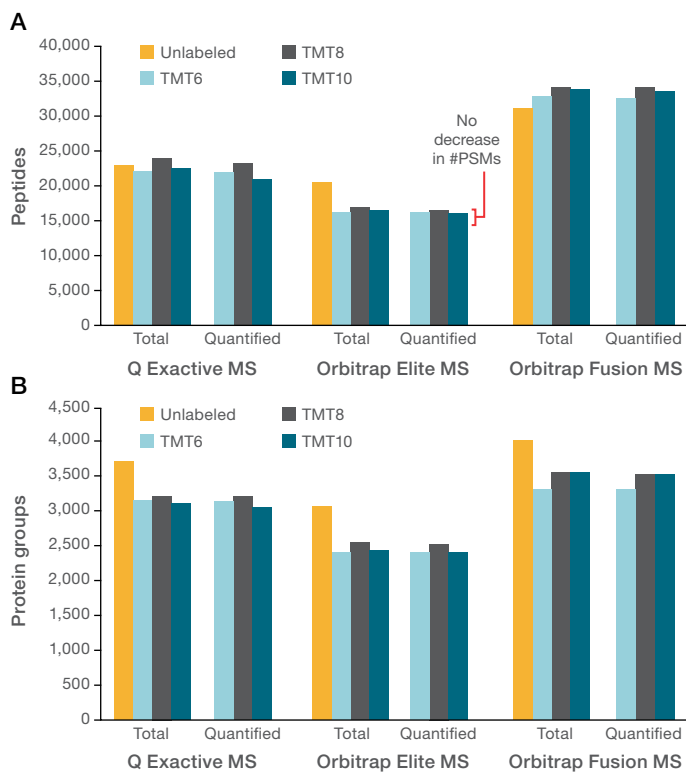 A
40,000
35,000
30,000
25,000
20,000
15,000
10,000
5,000
0
Peptides
Unlabeled
TMT8
TMT6
TMT10
No
decrease
in #PSMs
Total
Quantified
Total
Quantified
Total
Quantified
Q Exactive MS
Orbitrap Elite MS
Orbitrap Fusion MS
B
4,500
4,000
3,500
3,000
2,500
2,000
1,500
1,000
500
0
Protein groups
Unlabeled
TMT8
TMT6
TMT10
Total
Quantified
Total
Quantified
Total
Quantified
Q Exactive MS
Orbitrap Elite MS
Orbitrap Fusion MS